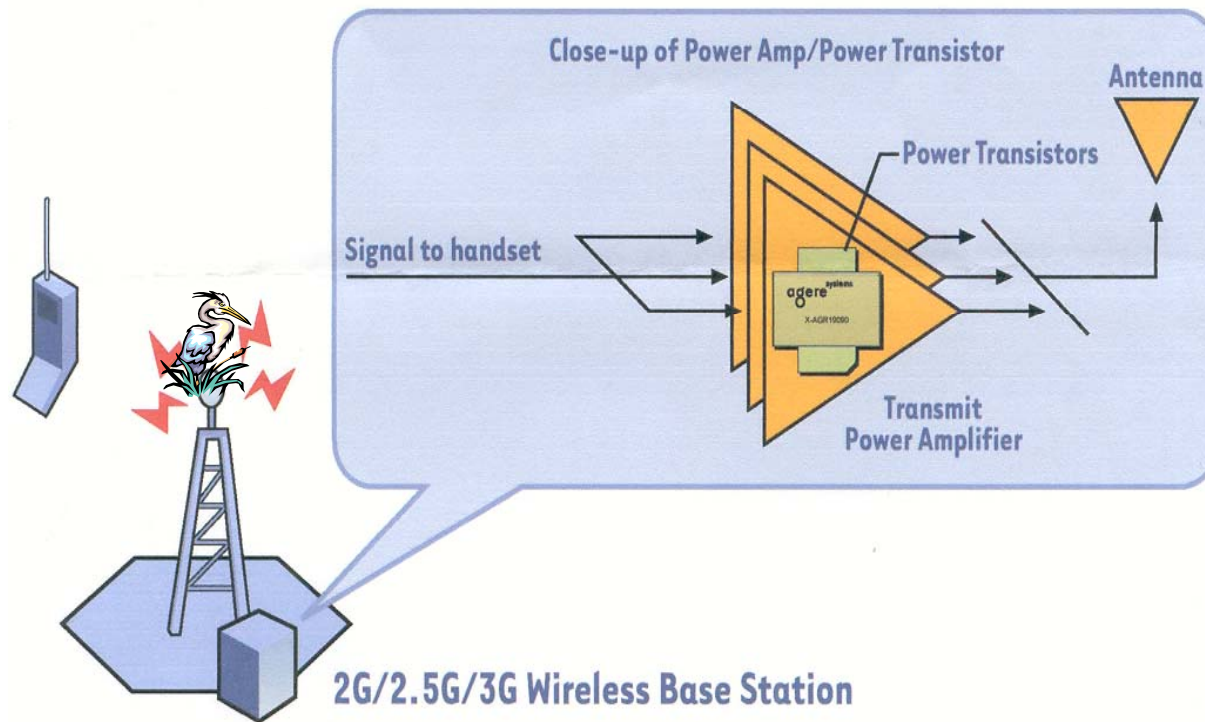 Close-up of Power Amp/Power Transistor
Antenna
Power Transistors
Signal to handset
agere systems
X-AGR19090
Transmit
Power Amplifier
2G/2.5G/3G Wireless Base Station